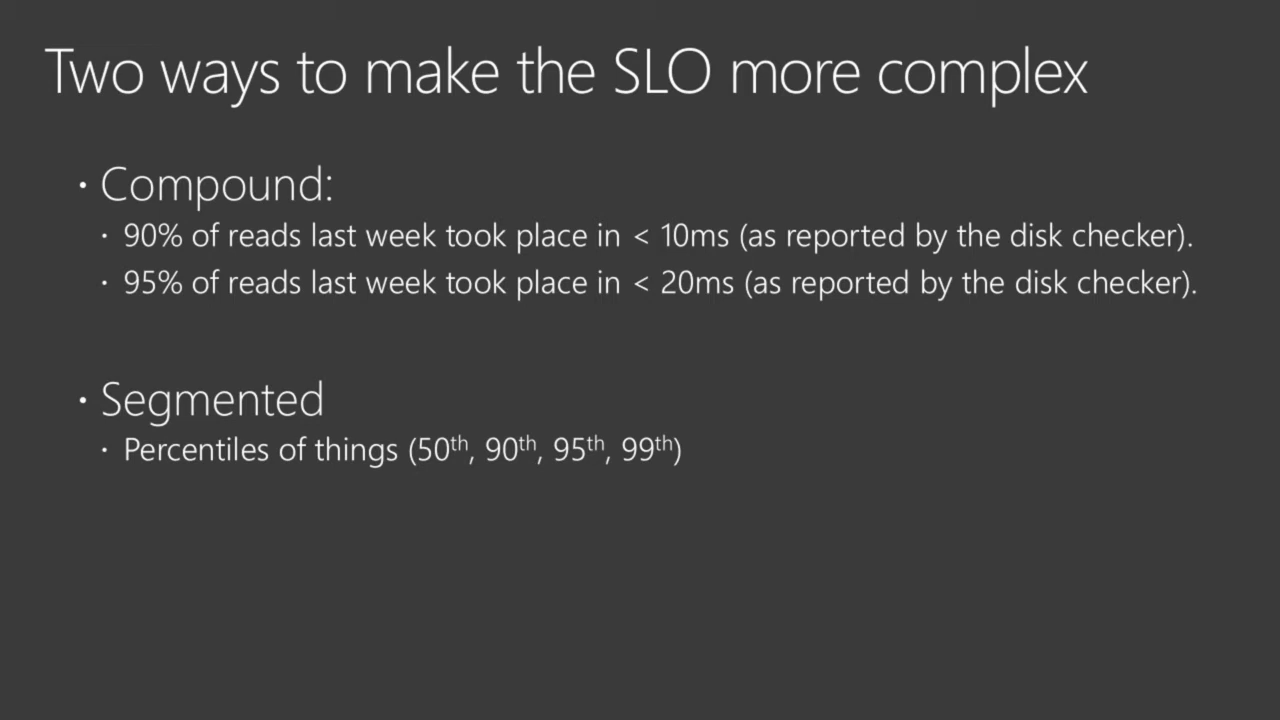 Two ways to make the SLO more complex
· Compound:
· 90% of reads last week took place in < 10ms (as reported by the disk checker).
· 95% of reads last week took place in < 20ms (as reported by the disk checker).
· Segmented
· Percentiles of things (50th, 90th, 95th, 99th)